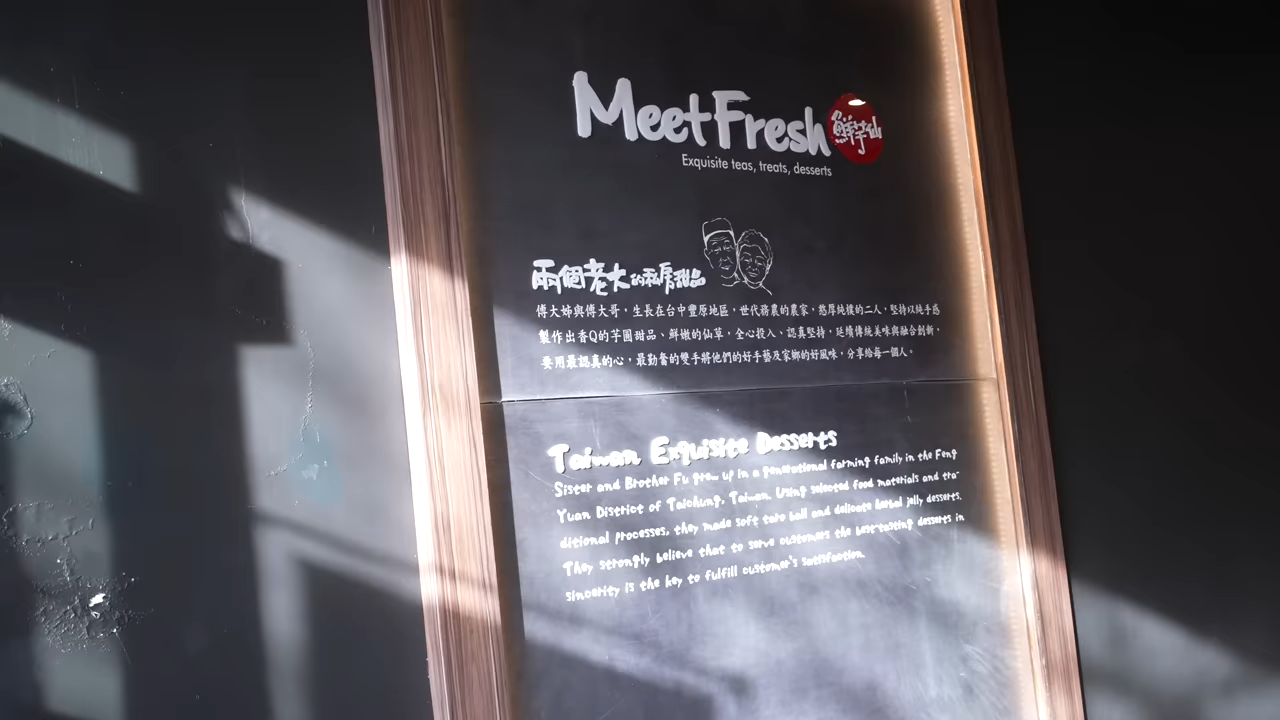 MeetFresh 鮮芋仙
Exquisite teas, treats, desserts
兩個老大的私房甜品
傅大姊與傅大哥，生長在台中豐原地區，世代務農的農家，憨厚純樸的二人，堅持以純手感
製作出香Q的芋圓甜品、鮮嫩的仙草，全心投入、認真堅持，延續傳統美味與融合創新，
要用最認真的心，最勤奮的雙手將他們的好手藝及家鄉的好風味，分享給每一個人。
Taiwan Exquisite Desserts
Sister and Brother Fu grew up in a generational farming family in the Feng
Yuan District of Taichung, Taiwan. Using selected food materials and tra-
ditional processes, they made soft taro ball and delicate herbal jelly desserts.
They strongly believe that to serve customers the best-tasting desserts in
sincerity is the key to fulfill customer's satisfaction.